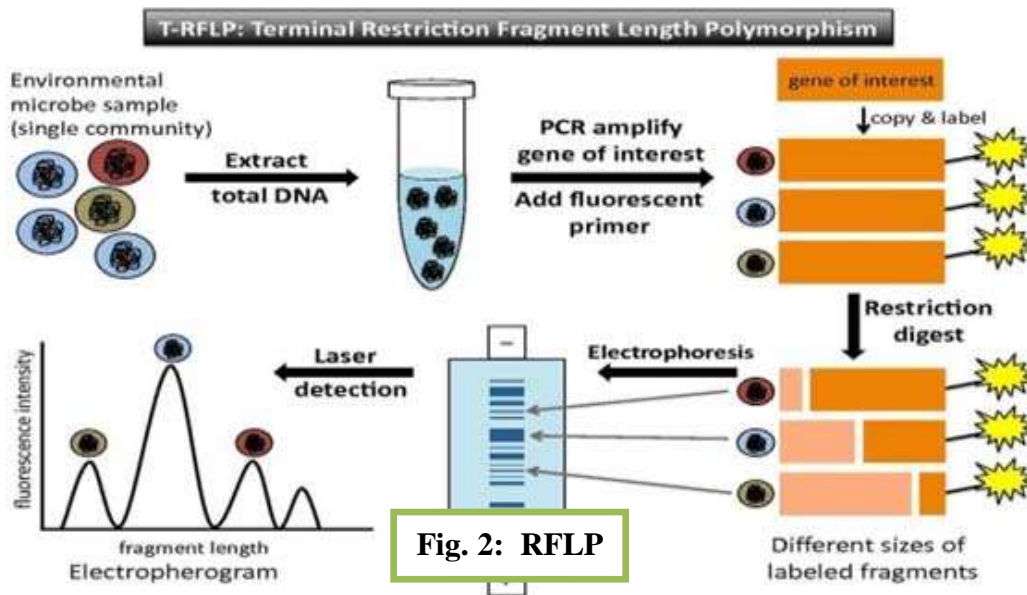 T-RFLP: Terminal Restriction Fragment Length Polymorphism
Environmental
microbe sample
(single community)
Extract
total DNA
PCR amplify
gene of interest
Add fluorescent
primer
gene of interest
copy & label
Restriction
digest
Electrophoresis
Laser
detection
fluorescence intensity
fragment length
Electropherogram
Fig. 2: RFLP
Different sizes of
labeled fragments